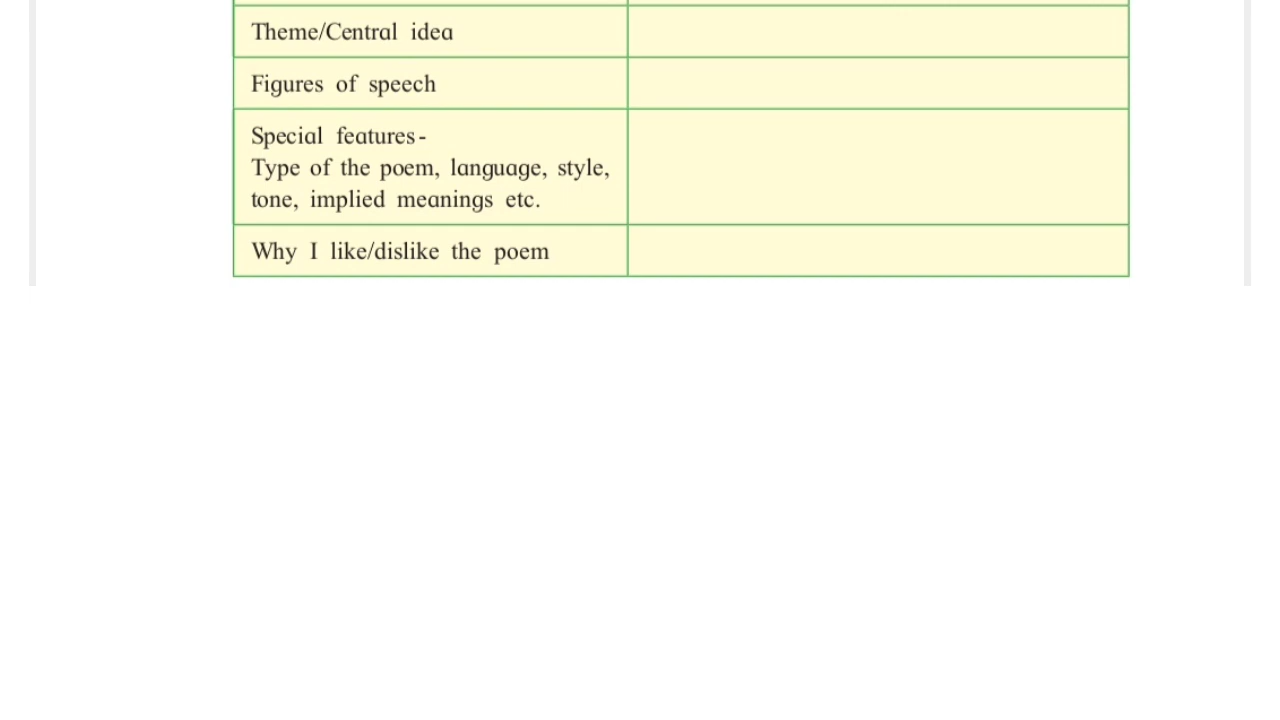 Theme/Central idea
Figures of speech
Special features-
Type of the poem, language, style,
tone, implied meanings etc.
Why I like/dislike the poem